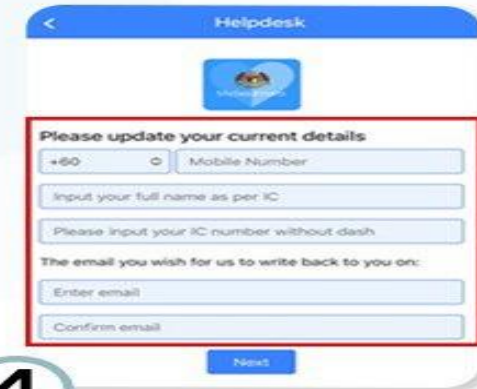 Helpdesk
Please update your current details
+60 Mobile Number
Input your full name as per IC
Please input your IC number without dash
The email you wish for us to write back to you on:
Enter email
Confirm email
Next
4